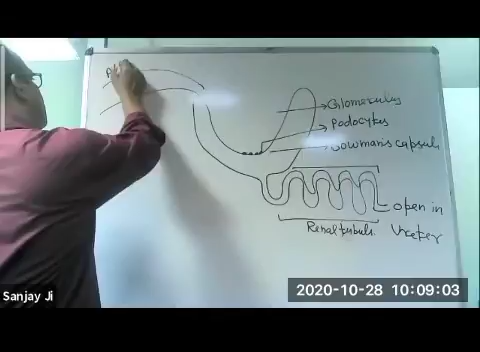 Glomerulus
Podocytes
Bowman's capsule
open in
Ureter
Renal tubule.
2020-10-28 10:09:03
Sanjay Ji